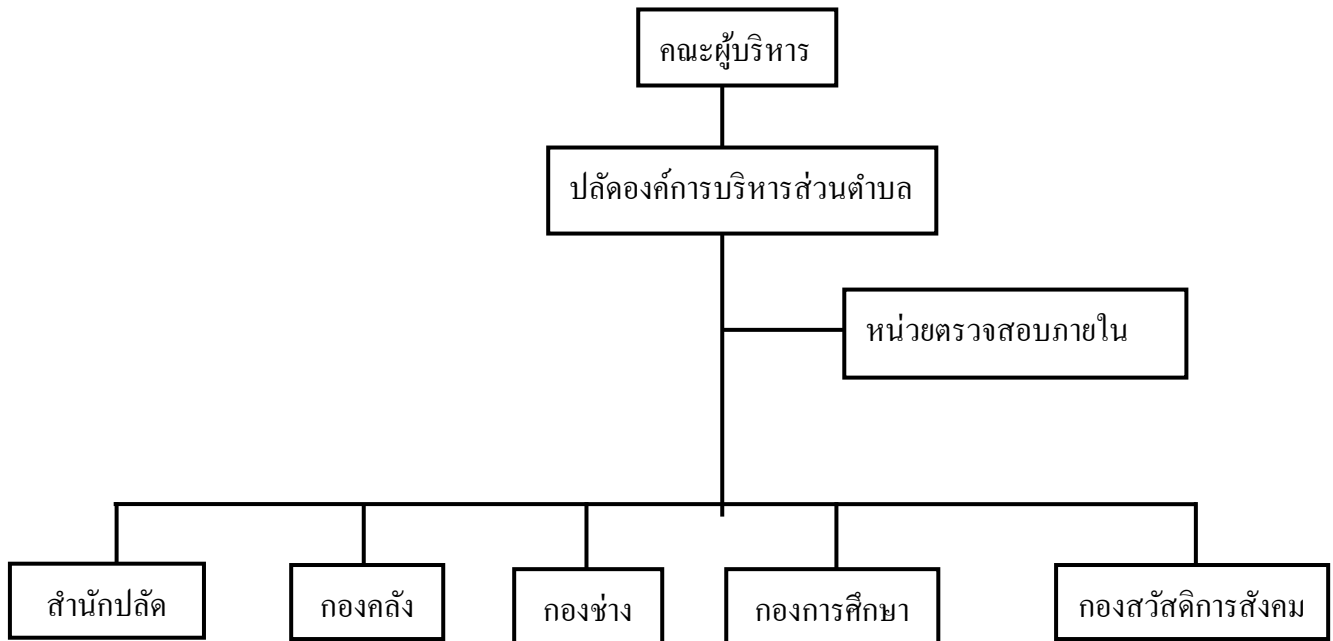 คณะผู้บริหาร
ปลัดองค์การบริหารส่วนตำบล
หน่วยตรวจสอบภายใน
สำนักปลัด
กองคลัง
กองช่าง
กองการศึกษา
กองสวัสดิการสังคม